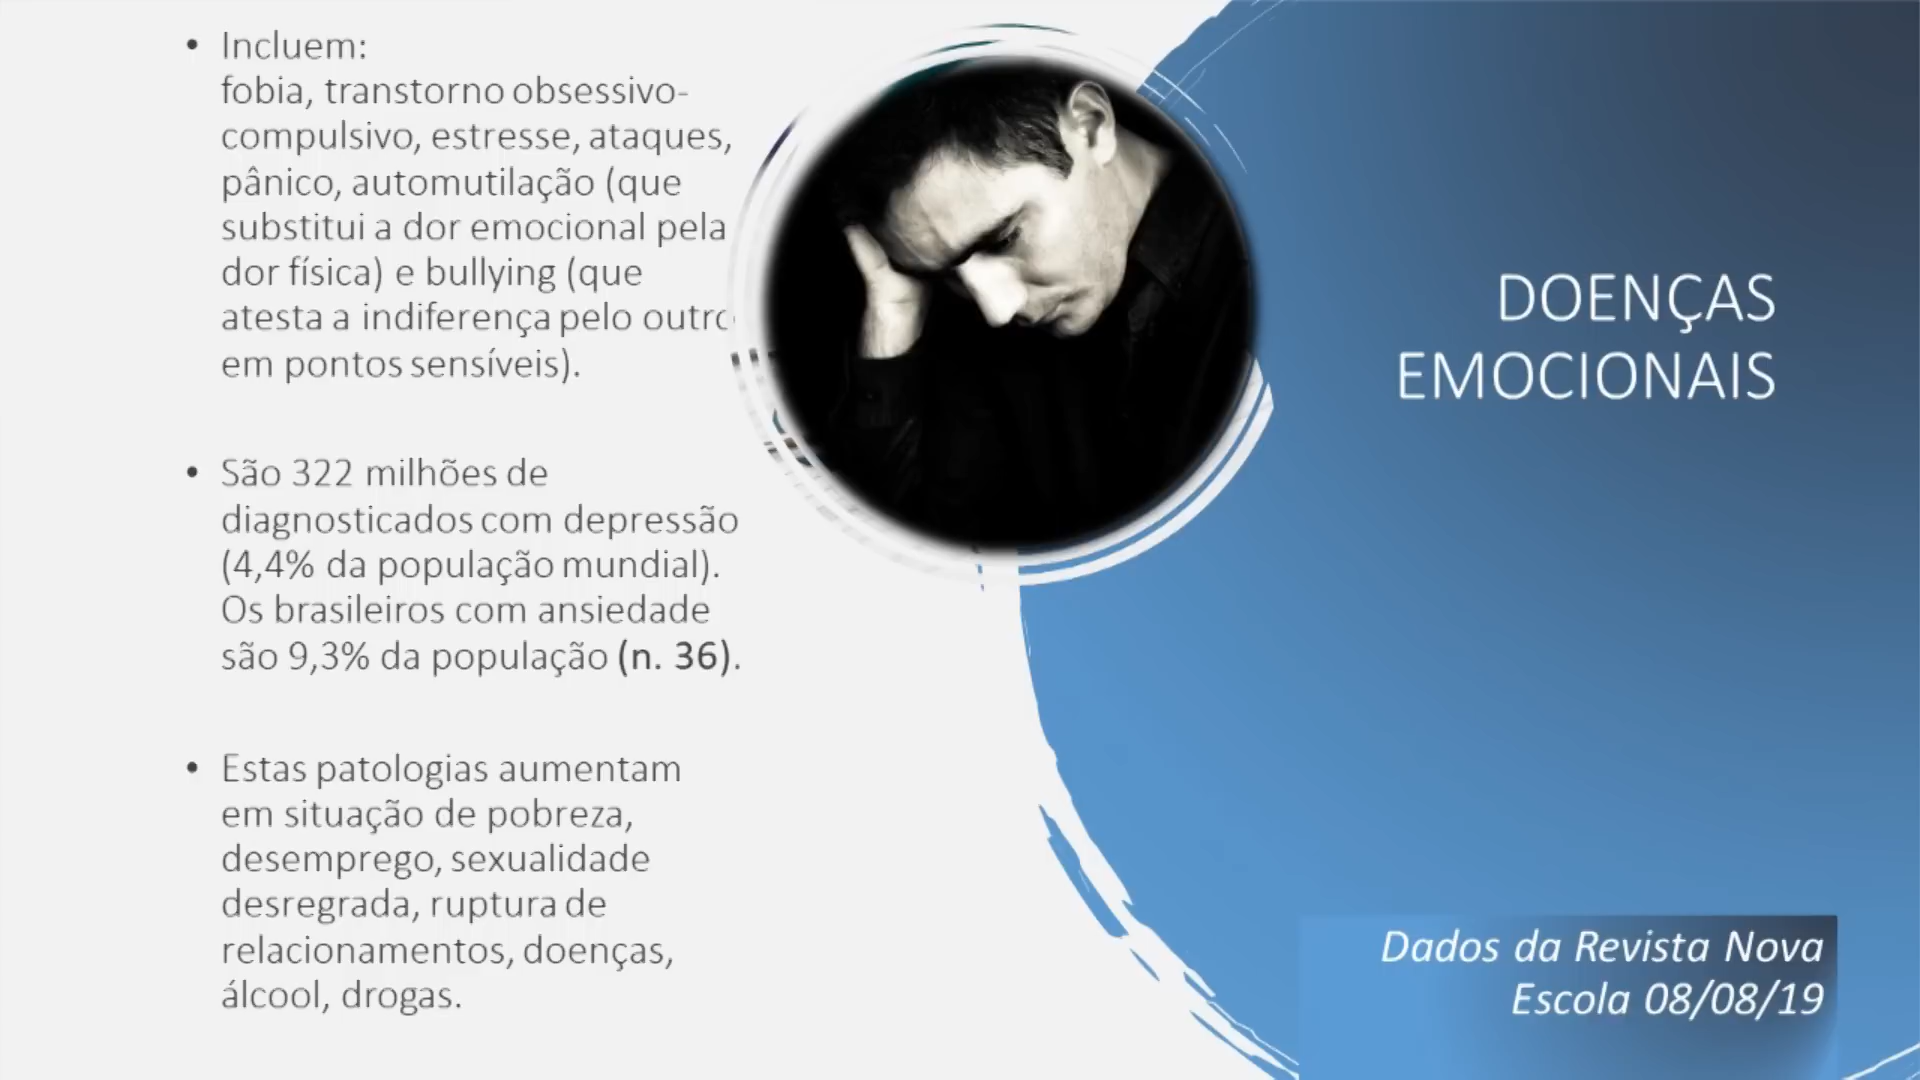 • Incluem:
fobia, transtorno obsessivo-
compulsivo, estresse, ataques,
pânico, automutilação (que
substitui a dor emocional pela
dor física) e bullying (que
atesta a indiferença pelo outro
em pontos sensíveis).
• São 322 milhões de
diagnosticados com depressão
(4,4% da população mundial).
Os brasileiros com ansiedade
são 9,3% da população (n. 36).
• Estas patologias aumentam
em situação de pobreza,
desemprego, sexualidade
desregrada, ruptura de
relacionamentos, doenças,
álcool, drogas.
DOENÇAS
EMOCIONAIS
Dados da Revista Nova
Escola 08/08/19